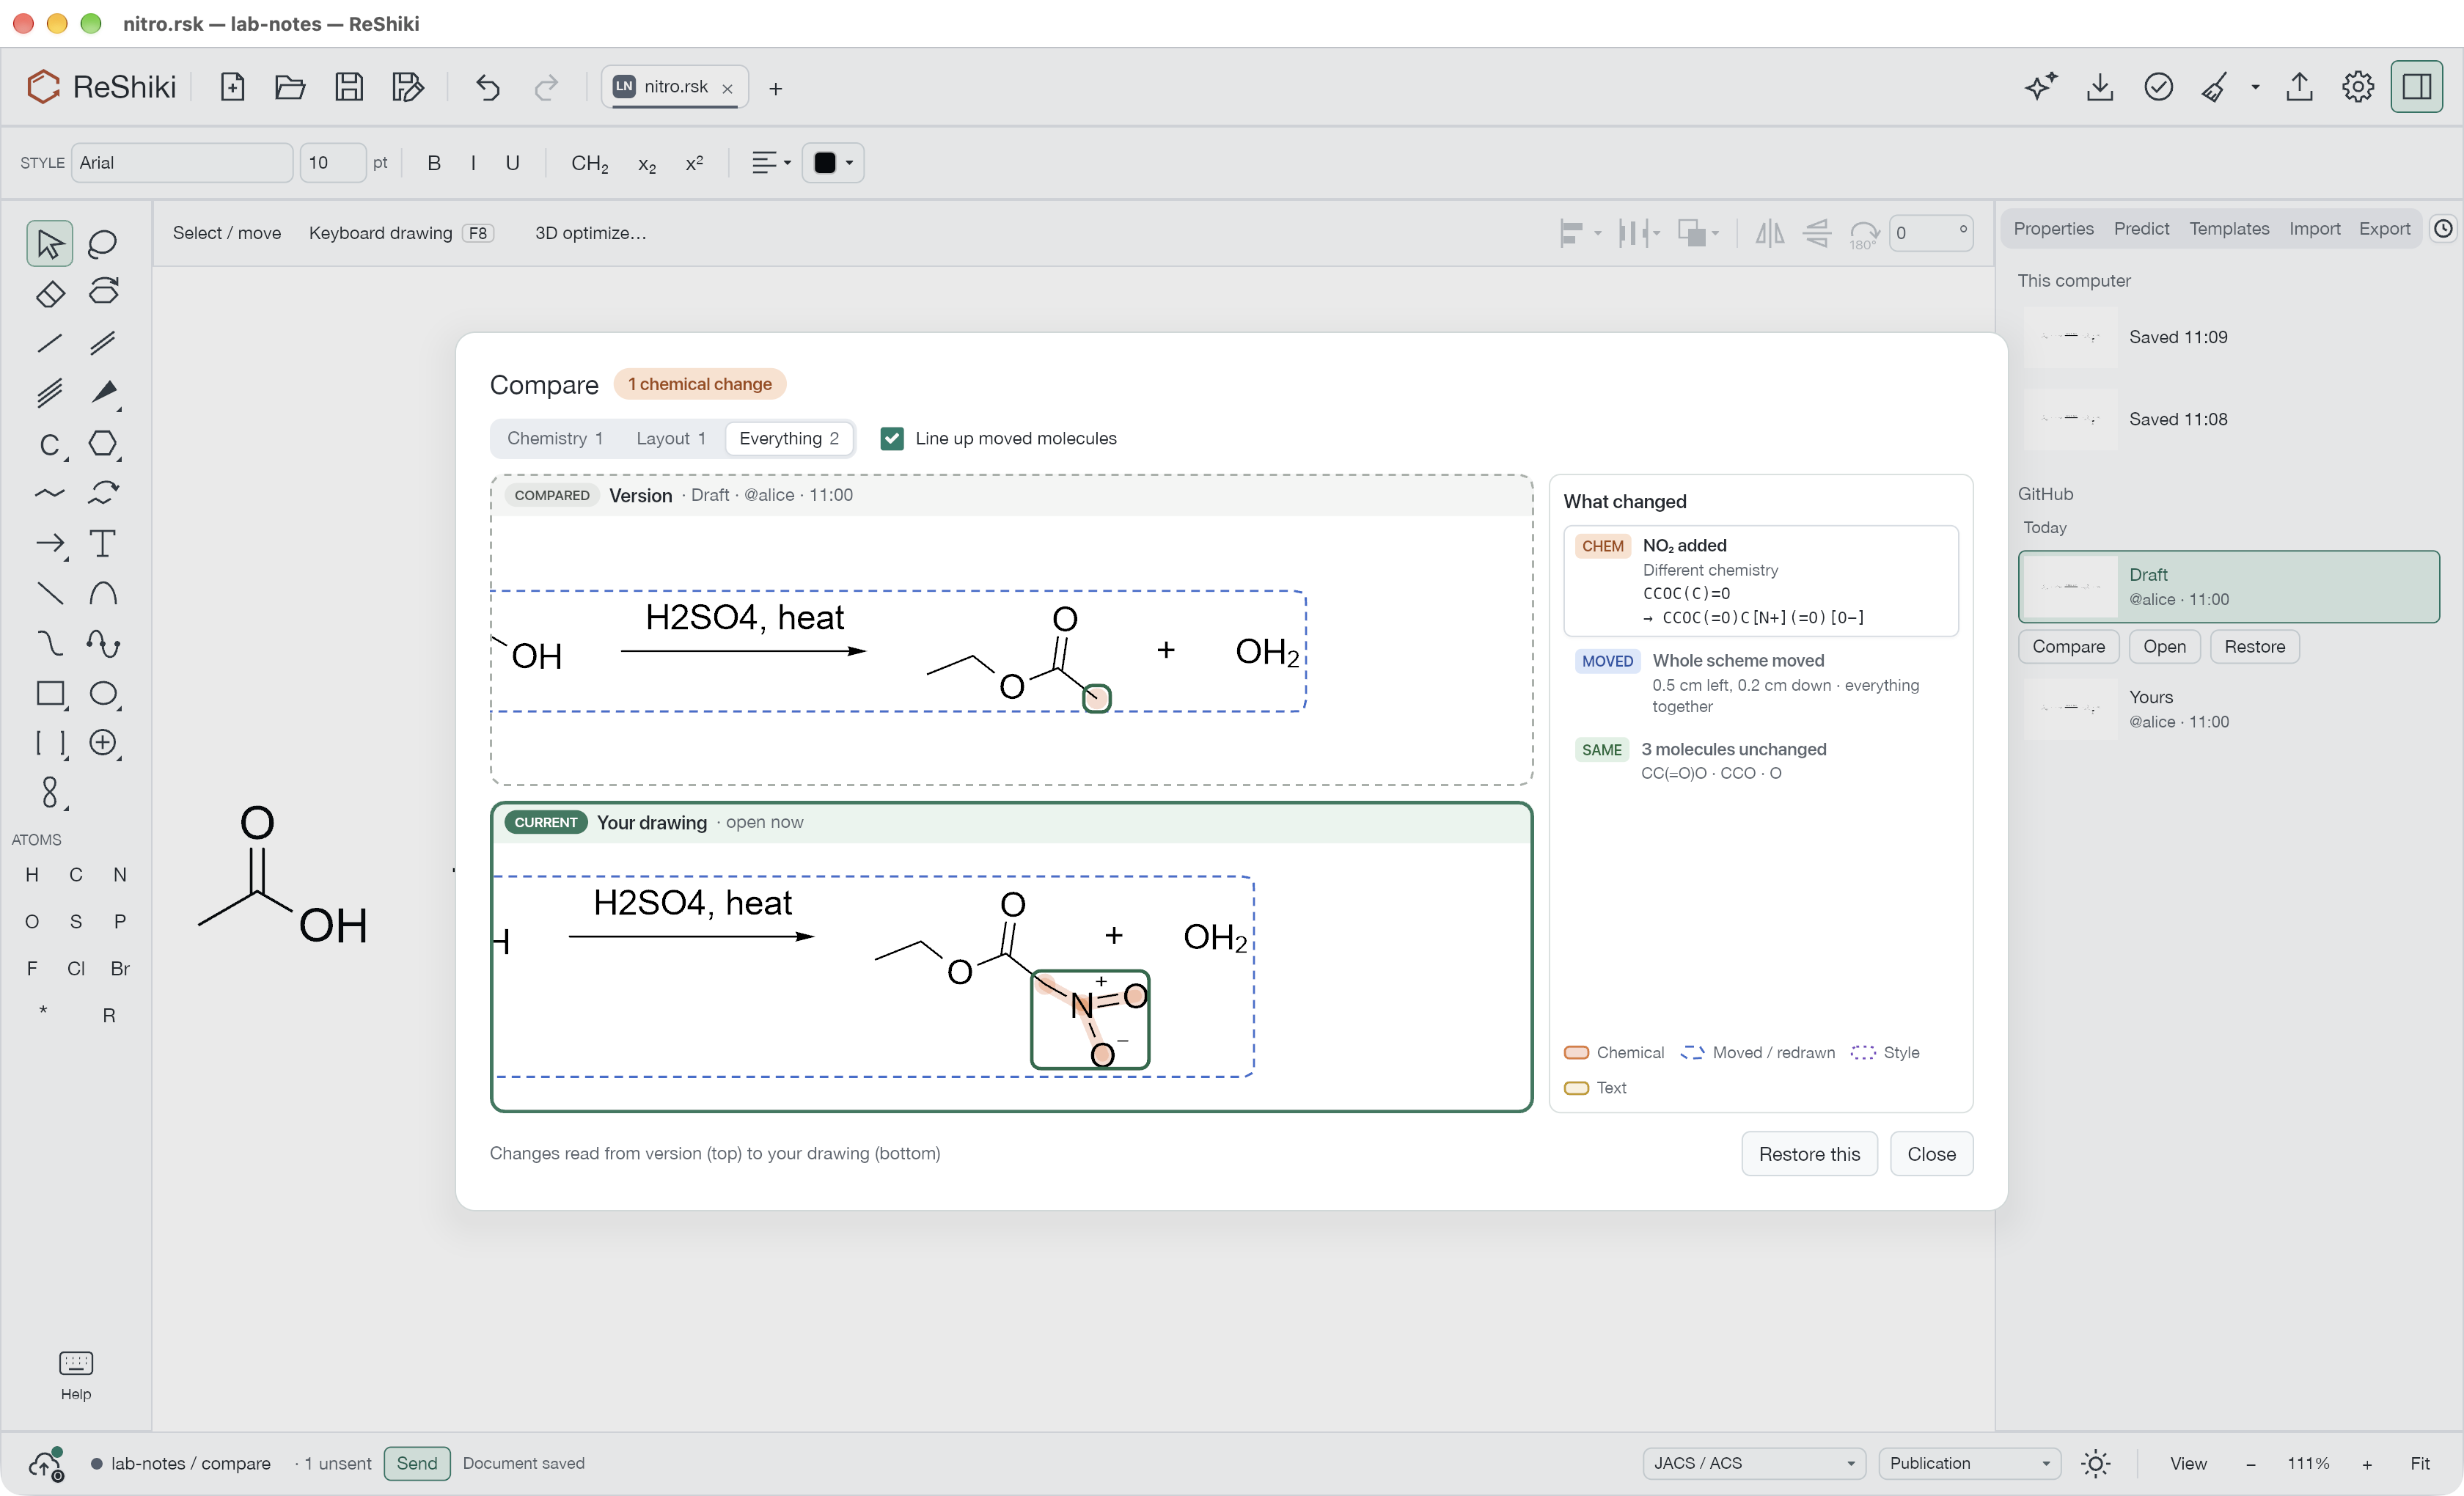 nitro.rsk — lab-notes — ReShiki
ReShiki
LN nitro.rsk × +
STYLE Arial 10 pt B I U CH₂ x₂ x²
Select / move Keyboard drawing F8 3D optimize…
180° 0 °
Properties Predict Templates Import Export
This computer
Saved 11:09
Saved 11:08
GitHub
Today
Draft
@alice · 11:00
Compare Open Restore
Yours
@alice · 11:00
C
T
ATOMS
H C N
O S P
F Cl Br
* R
Help
O
OH
Compare 1 chemical change
Chemistry 1 Layout 1 Everything 2 Line up moved molecules
COMPARED Version · Draft · @alice · 11:00
H2SO4, heat
O
OH
O
+
OH₂
CURRENT Your drawing · open now
H2SO4, heat
O
H
O
+
OH₂
N⁺ O
O⁻
What changed
CHEM NO₂ added
Different chemistry
CCOC(C)=O
→ CCOC(=O)C[N+](=O)[O−]
MOVED Whole scheme moved
0.5 cm left, 0.2 cm down · everything
together
SAME 3 molecules unchanged
CC(=O)O · CCO · O
Chemical Moved / redrawn Style
Text
Changes read from version (top) to your drawing (bottom)
Restore this Close
lab-notes / compare · 1 unsent Send Document saved
JACS / ACS Publication View − 111% + Fit